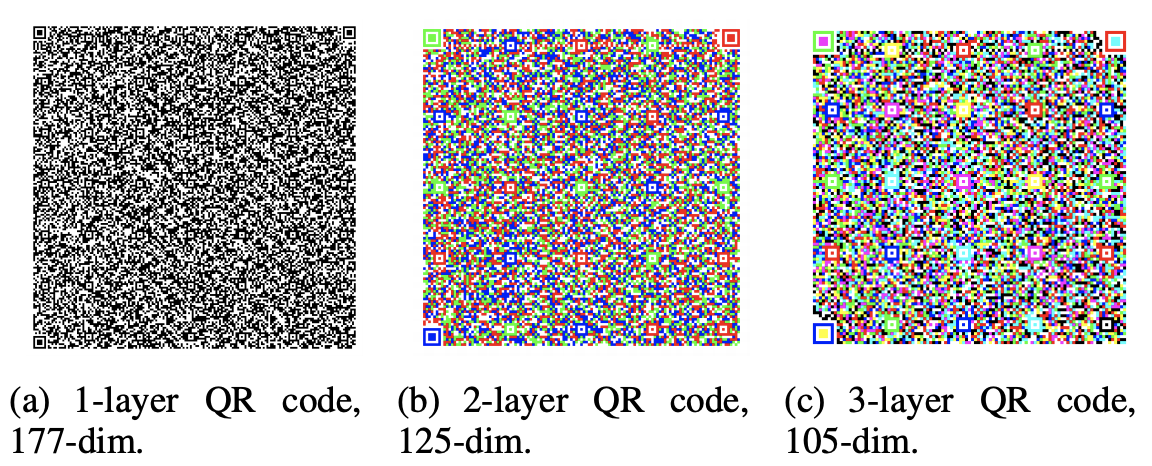 (a) 1-layer QR code, 177-dim.
(b) 2-layer QR code, 125-dim.
(c) 3-layer QR code, 105-dim.